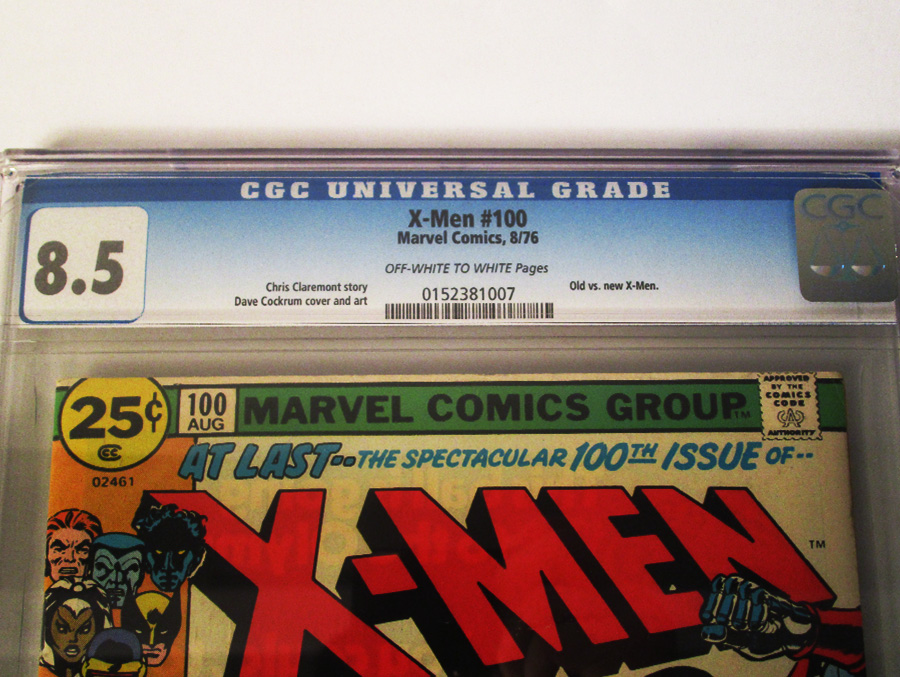 CGC UNIVERSAL GRADE
8.5
X-Men #100
Marvel Comics, 8/76
CGC
OFF-WHITE TO WHITE Pages
Chris Claremont story
Dave Cockrum cover and art
0152381007
Old vs. new X-Men.
25¢
CC
02461
100
AUG
MARVEL COMICS GROUP™
APPROVED
BY THE
COMICS
CODE
CA
AUTHORITY
AT LAST--THE SPECTACULAR 100TH ISSUE OF--
X-MEN
TM